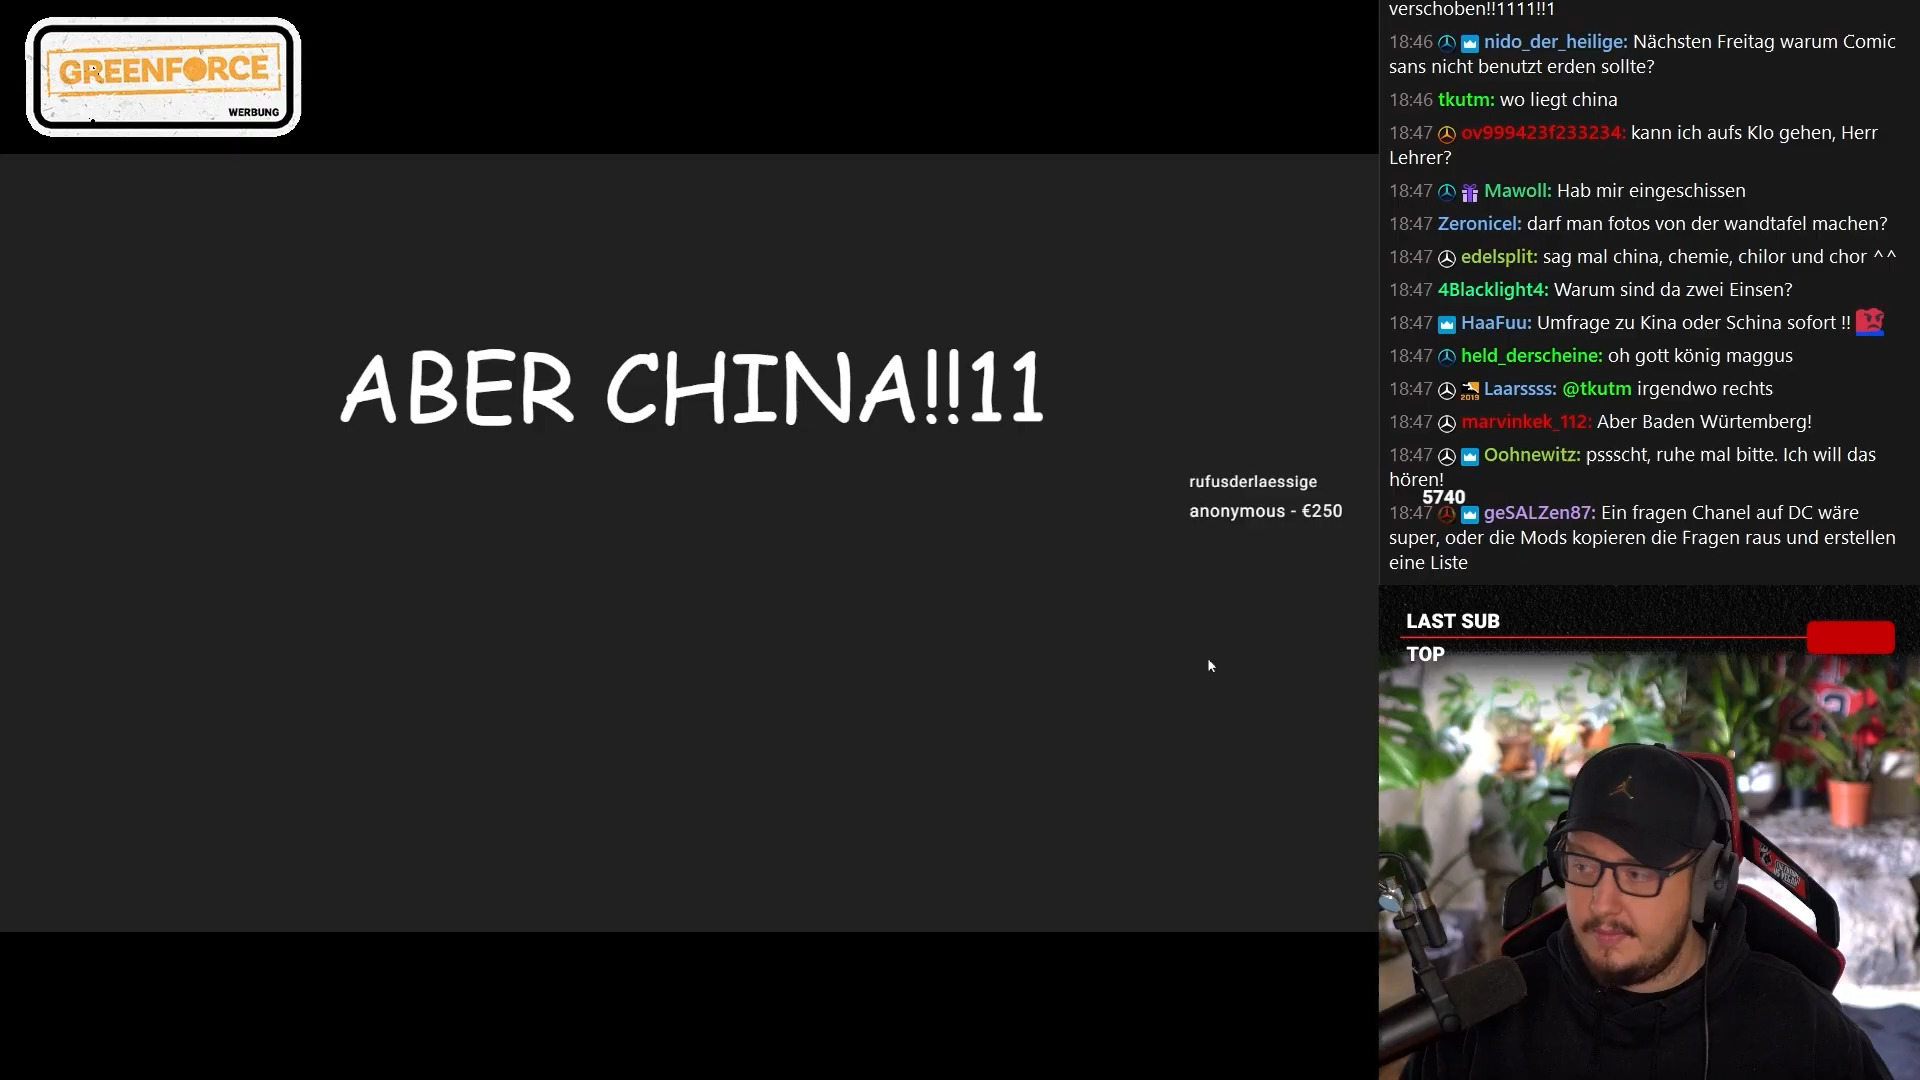 GREENFORCE
WERBUNG
ABER CHINA!!11
rufusderlaessige
anonymous - €250
verschoben!!1111!!1
18:46 nido_der_heilige: Nächsten Freitag warum Comic
sans nicht benutzt erden sollte?
18:46 tkutm: wo liegt china
18:47 ov999423f233234: kann ich aufs Klo gehen, Herr
Lehrer?
18:47 Mawoll: Hab mir eingeschissen
18:47 Zeronicel: darf man fotos von der wandtafel machen?
18:47 edelsplit: sag mal china, chemie, chilor und chor ^^
18:47 4Blacklight4: Warum sind da zwei Einsen?
18:47 HaaFuu: Umfrage zu Kina oder Schina sofort !!
18:47 held_derscheine: oh gott könig maggus
18:47 2019 Laarssss: @tkutm irgendwo rechts
18:47 marvinkek_112: Aber Baden Würtemberg!
18:47 Oohnewitz: pssscht, ruhe mal bitte. Ich will das
hören!
5740
18:47 geSALZen87: Ein fragen Chanel auf DC wäre
super, oder die Mods kopieren die Fragen raus und erstellen
eine Liste
LAST SUB
TOP